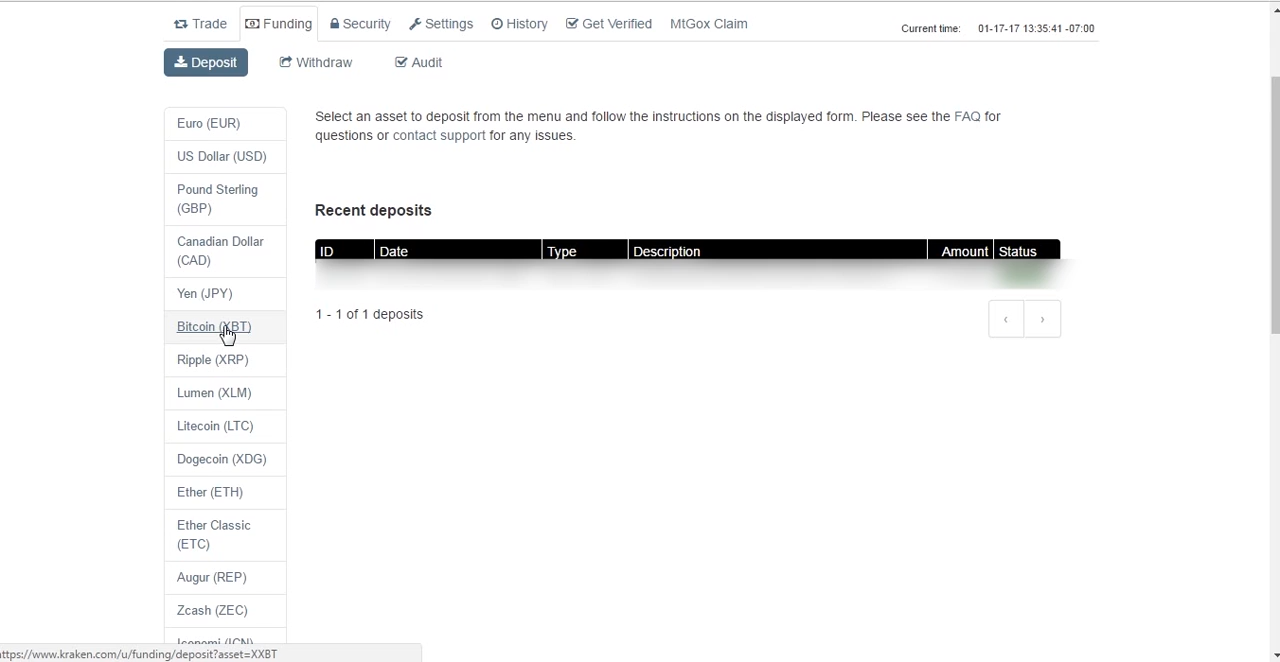 Trade Funding Security Settings History Get Verified MtGox Claim Current time: 01-17-17 13:35:41 -07:00
Deposit Withdraw Audit
Euro (EUR)
US Dollar (USD)
Pound Sterling
(GBP)
Canadian Dollar
(CAD)
Yen (JPY)
Bitcoin (XBT)
Ripple (XRP)
Lumen (XLM)
Litecoin (LTC)
Dogecoin (XDG)
Ether (ETH)
Ether Classic
(ETC)
Augur (REP)
Zcash (ZEC)
Iconomi (ICN)
Select an asset to deposit from the menu and follow the instructions on the displayed form. Please see the FAQ for
questions or contact support for any issues.
Recent deposits
ID Date Type Description Amount Status
1 - 1 of 1 deposits
‹ ›
ttps://www.kraken.com/u/funding/deposit?asset=XXBT